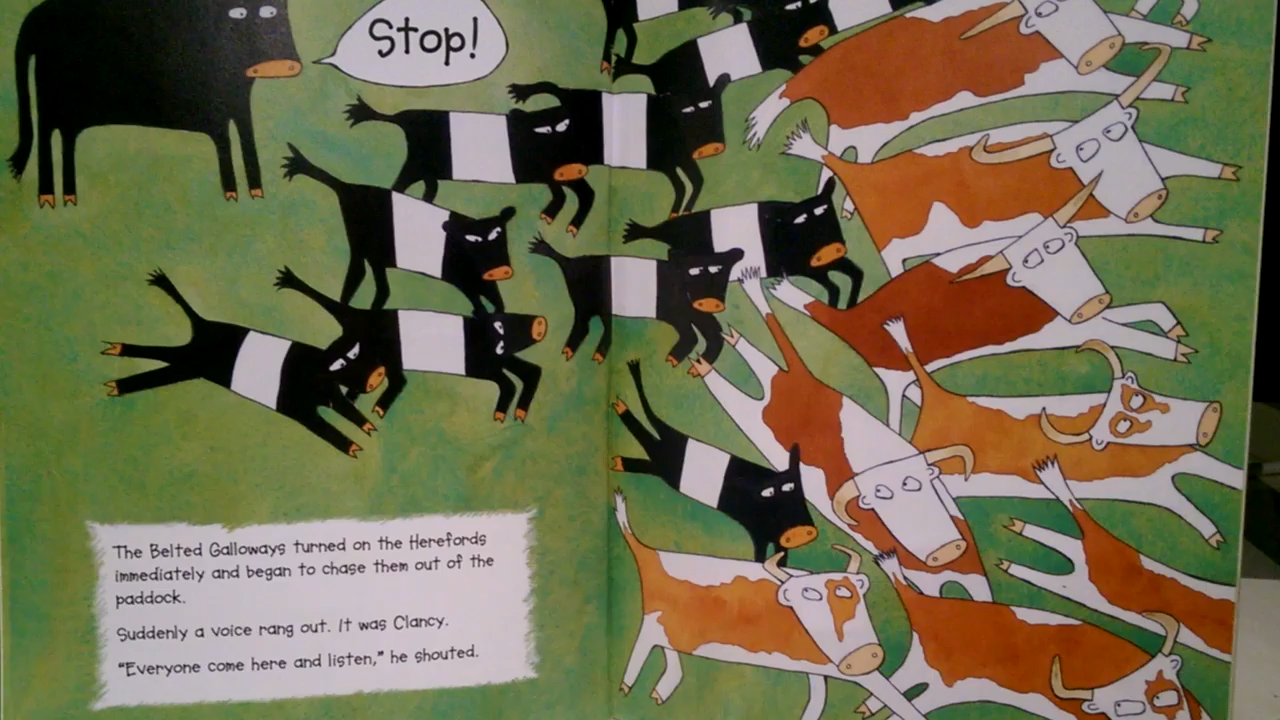 Stop!
The Belted Galloways turned on the Herefords
immediately and began to chase them out of the
paddock.
Suddenly a voice rang out. It was Clancy.
“Everyone come here and listen,” he shouted.